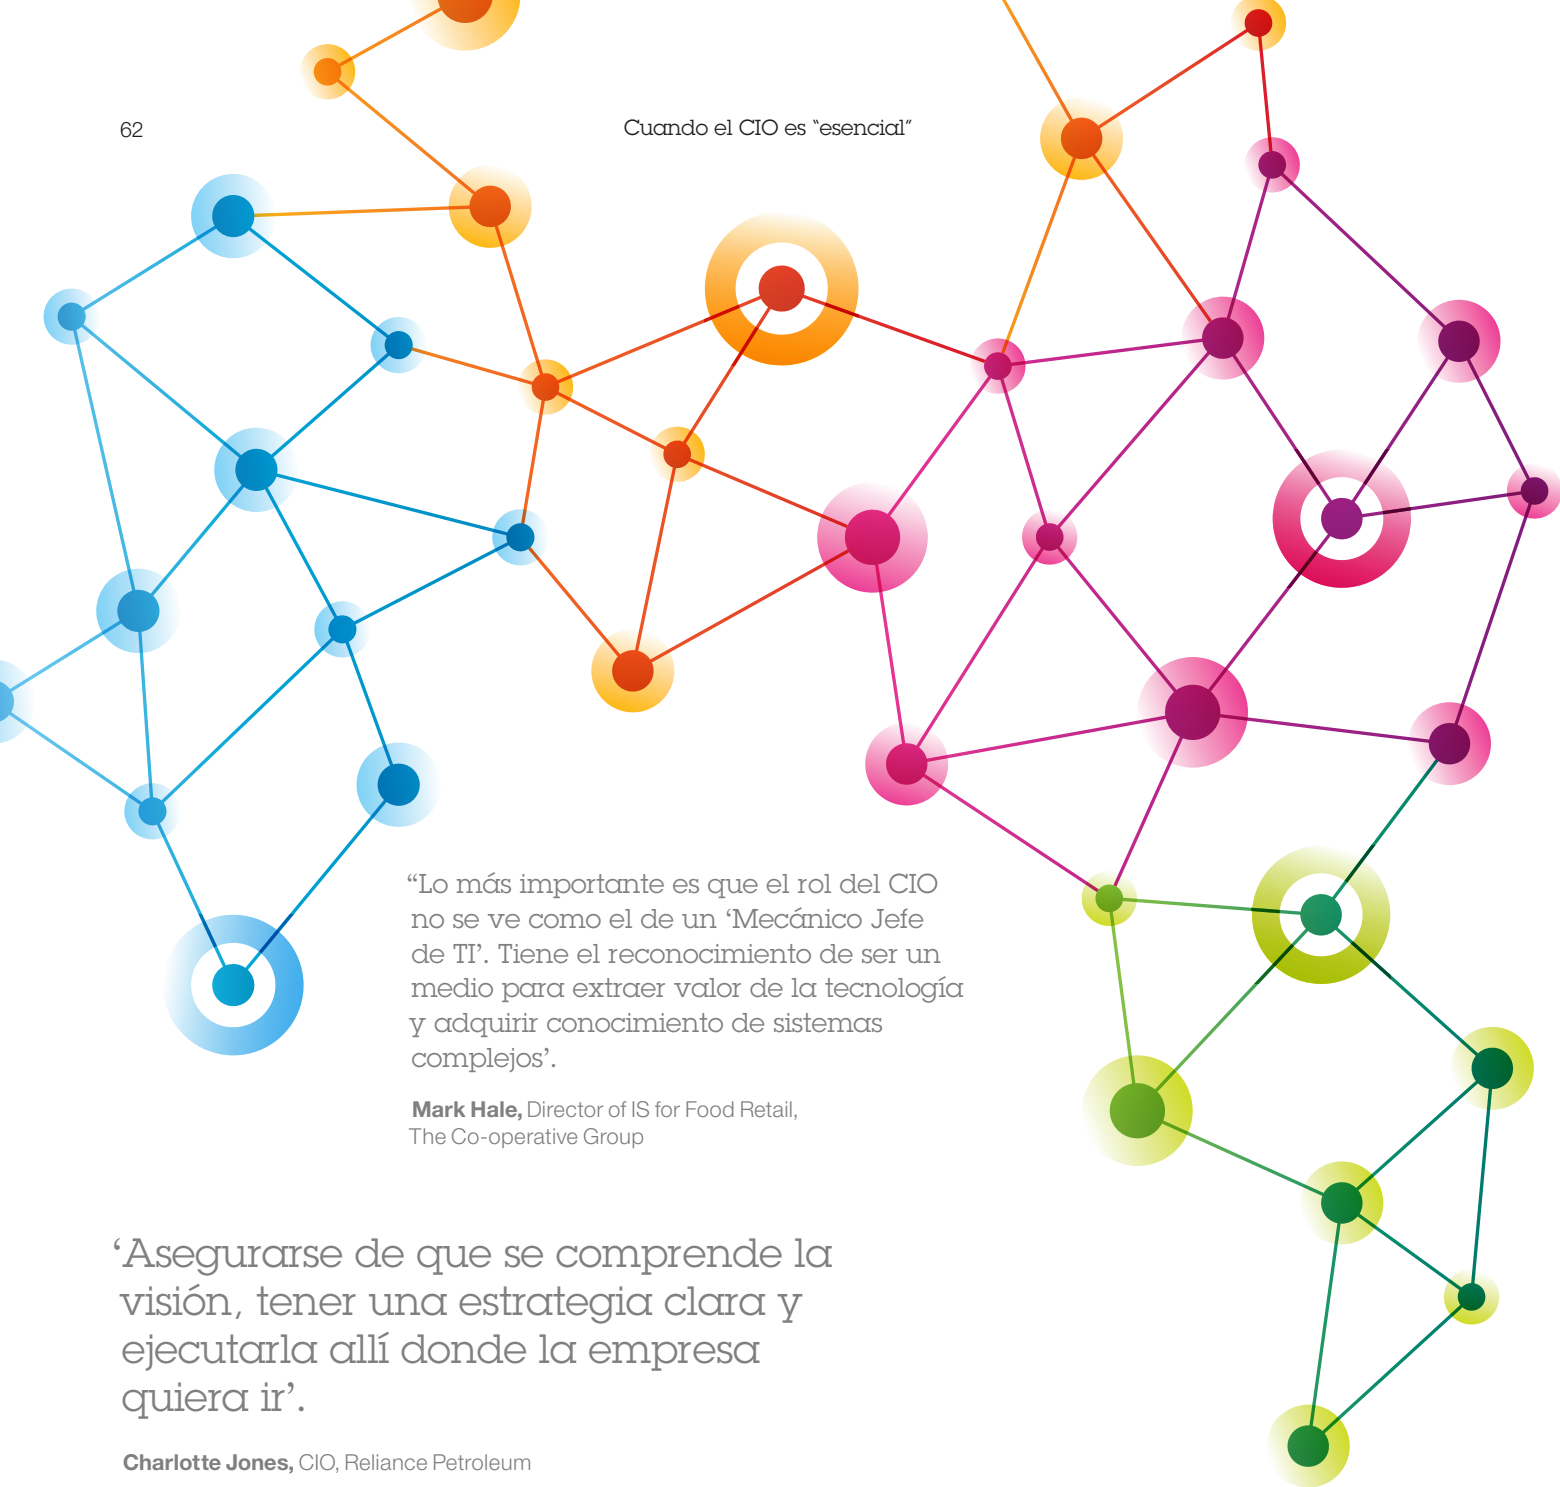 62
Cuando el CIO es “esencial”
“Lo más importante es que el rol del CIO
no se ve como el de un ‘Mecánico Jefe
de TI’. Tiene el reconocimiento de ser un
medio para extraer valor de la tecnología
y adquirir conocimiento de sistemas
complejos’.
Mark Hale, Director of IS for Food Retail,
The Co-operative Group
‘Asegurarse de que se comprende la
visión, tener una estrategia clara y
ejecutarla allí donde la empresa
quiera ir’.
Charlotte Jones, CIO, Reliance Petroleum